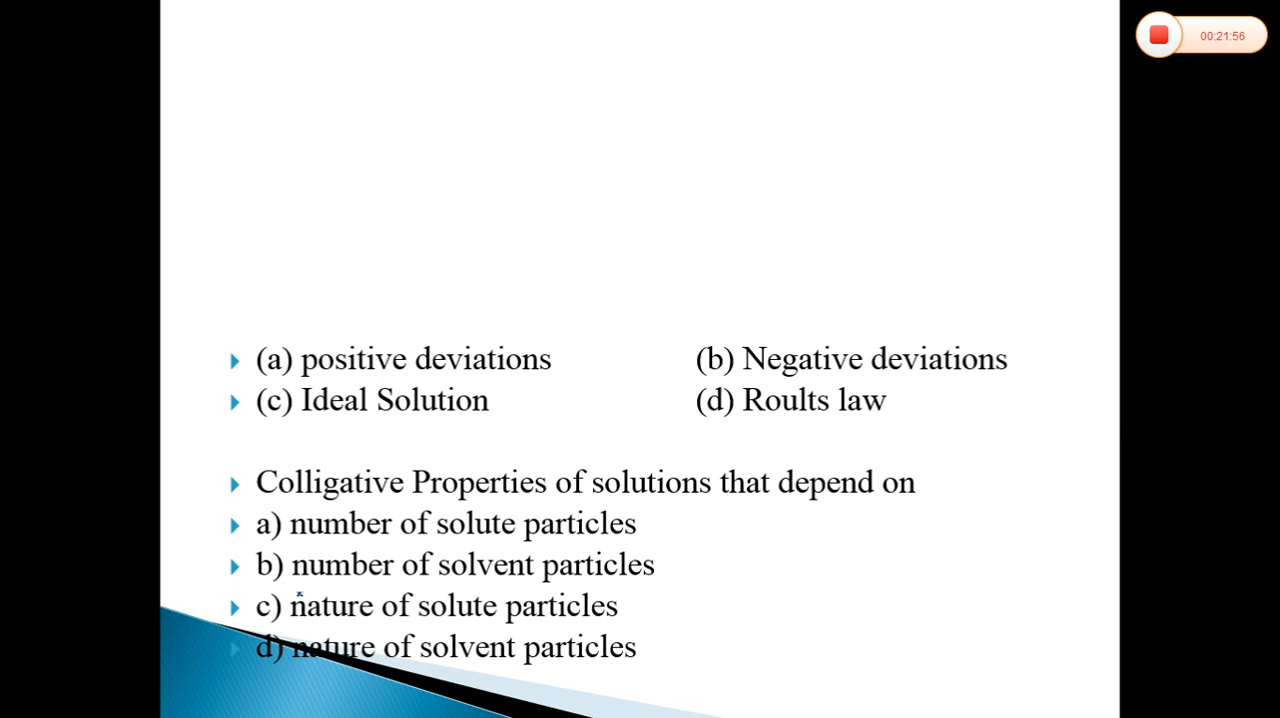 00:21:56
(a) positive deviations (b) Negative deviations
(c) Ideal Solution (d) Roults law
Colligative Properties of solutions that depend on
a) number of solute particles
b) number of solvent particles
c) nature of solute particles
d) nature of solvent particles